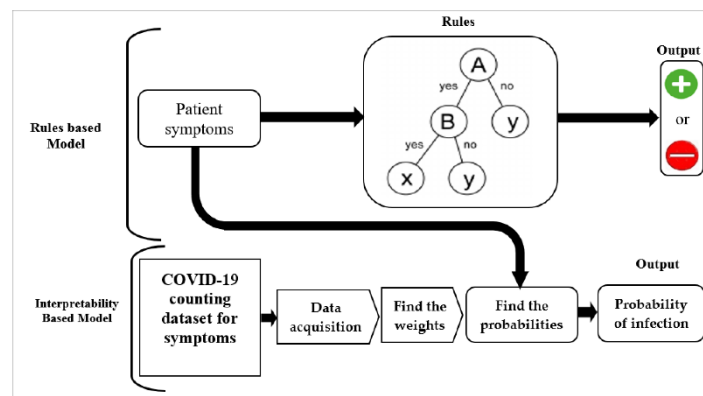 Rules
Output
Rules based
Model
Patient
symptoms
A
yes
no
B
y
yes
no
x
y
or
Interpretability
Based Model
COVID-19
counting
dataset for
symptoms
Data
acquisition
Find the
weights
Find the
probabilities
Output
Probability
of infection